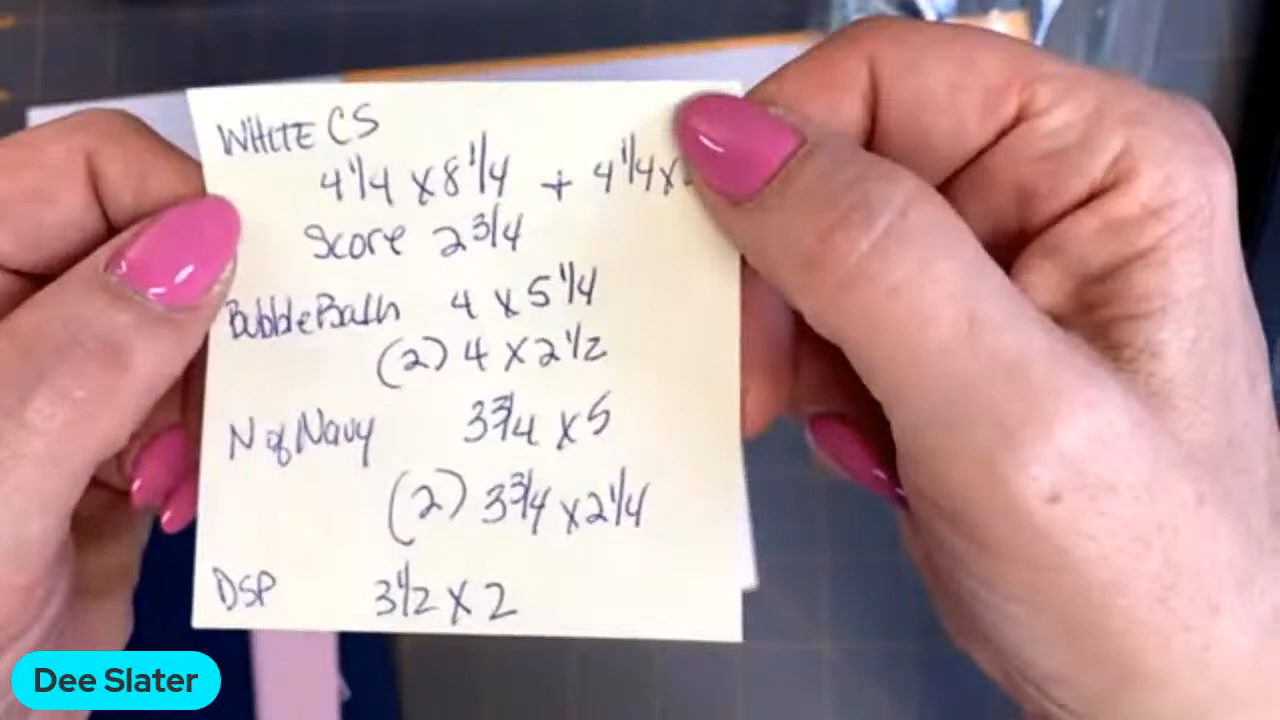 WHITE CS
4 1/4 x 8 1/4 + 4 1/4 x
Score 2 3/4
Bubble Bath 4 x 5 1/4
(2) 4 x 2 1/2
N of Navy 3 3/4 x 5
(2) 3 3/4 x 2 1/4
DSP 3 1/2 x 2
Dee Slater